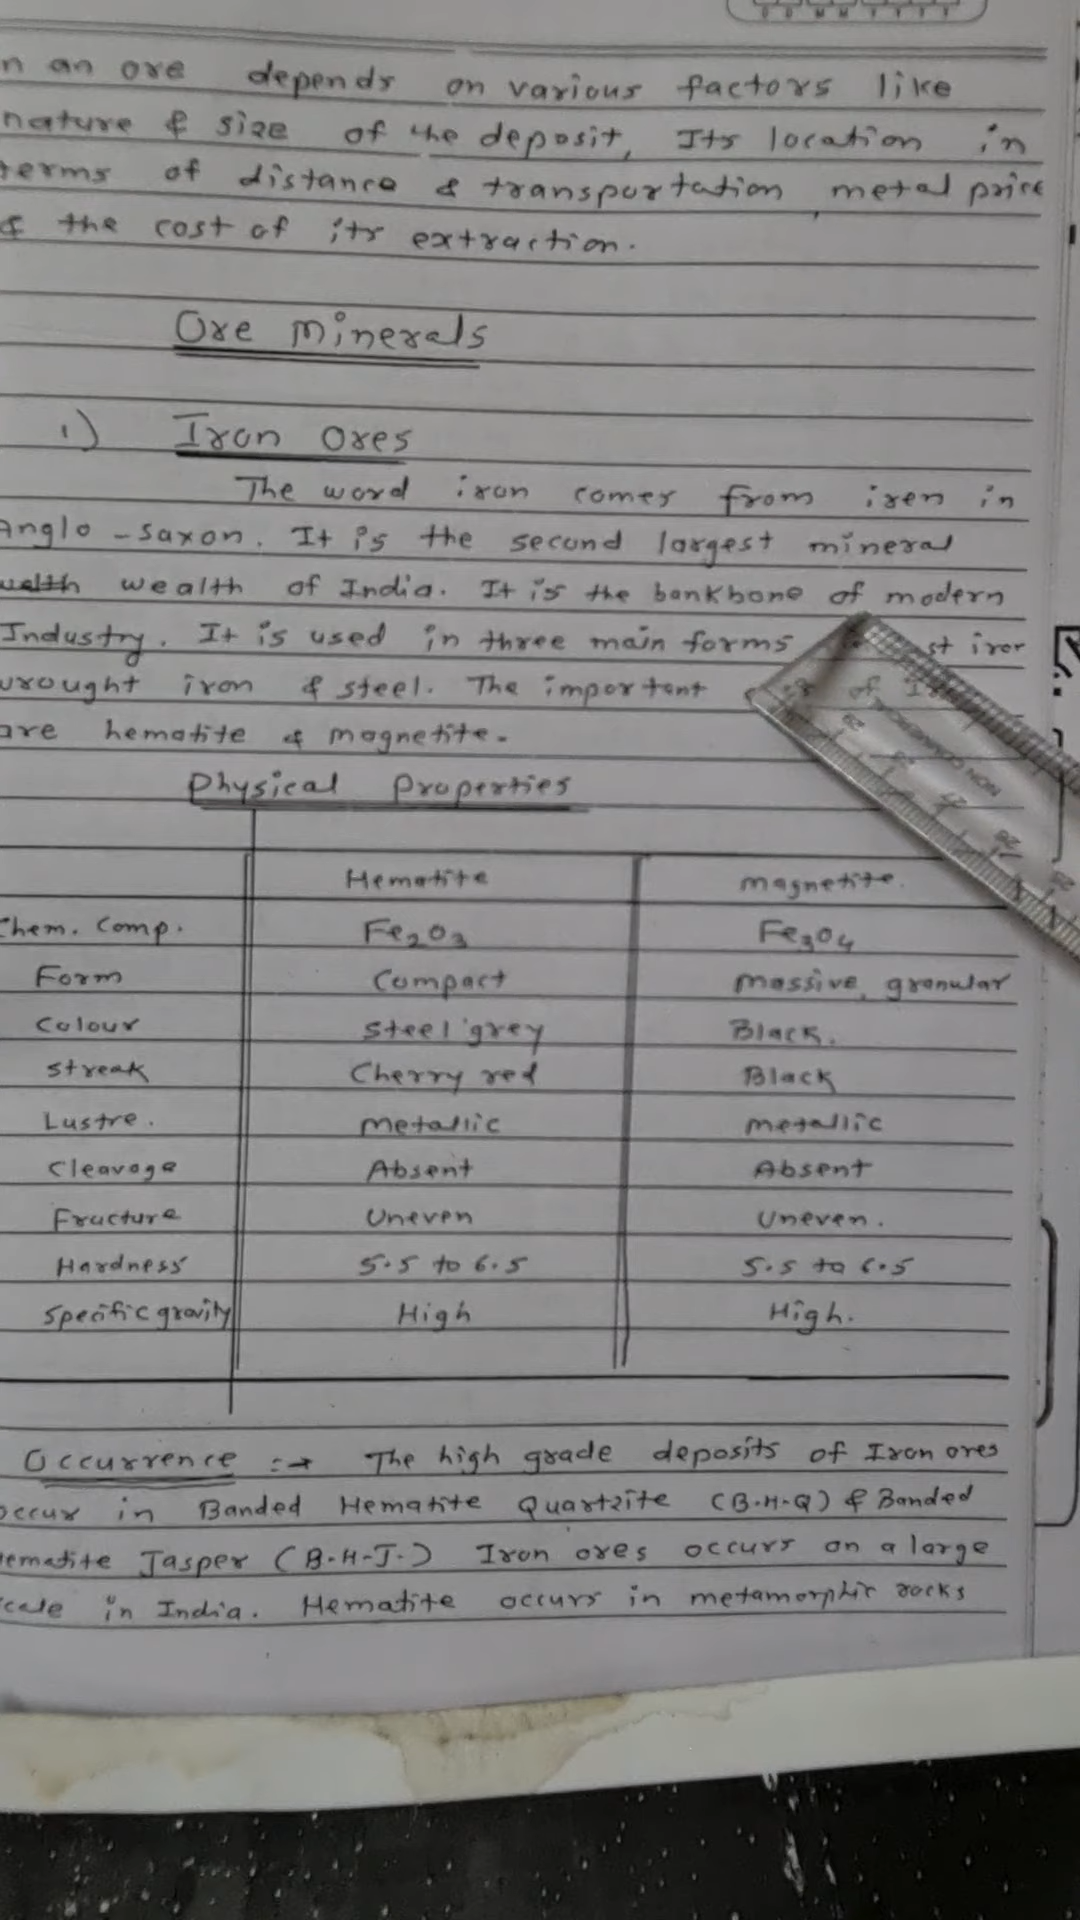 D D M M Y Y Y Y
n an ore depends on various factors like
nature & size of the deposit, Its location in
terms of distance & transportation, metal price
& the cost of its extraction.
Ore Minerals
1) Iron Ores
The word iron comes from iren in
Anglo-saxon. It is the second largest mineral
welth wealth of India. It is the bankbone of modern
Industry. It is used in three main forms st iron
wrought iron & steel. The important of
are hematite & magnetite.
Physical Properties
Hematite magnetite.
Chem. Comp. Fe2O3 Fe3O4
Form Compact massive, granular
Colour Steel grey Black.
Streak Cherry red Black
Lustre. metallic metallic
Cleavage Absent Absent
Fracture Uneven Uneven.
Hardness 5.5 to 6.5 5.5 to 6.5
Specific gravity High High.
Occurrence :→ The high grade deposits of Iron ores
occur in Banded Hematite Quartzite (B.H.Q) & Banded
Hematite Jasper (B.H.J.) Iron ores occurs on a large
scale in India. Hematite occurs in metamorphic rocks